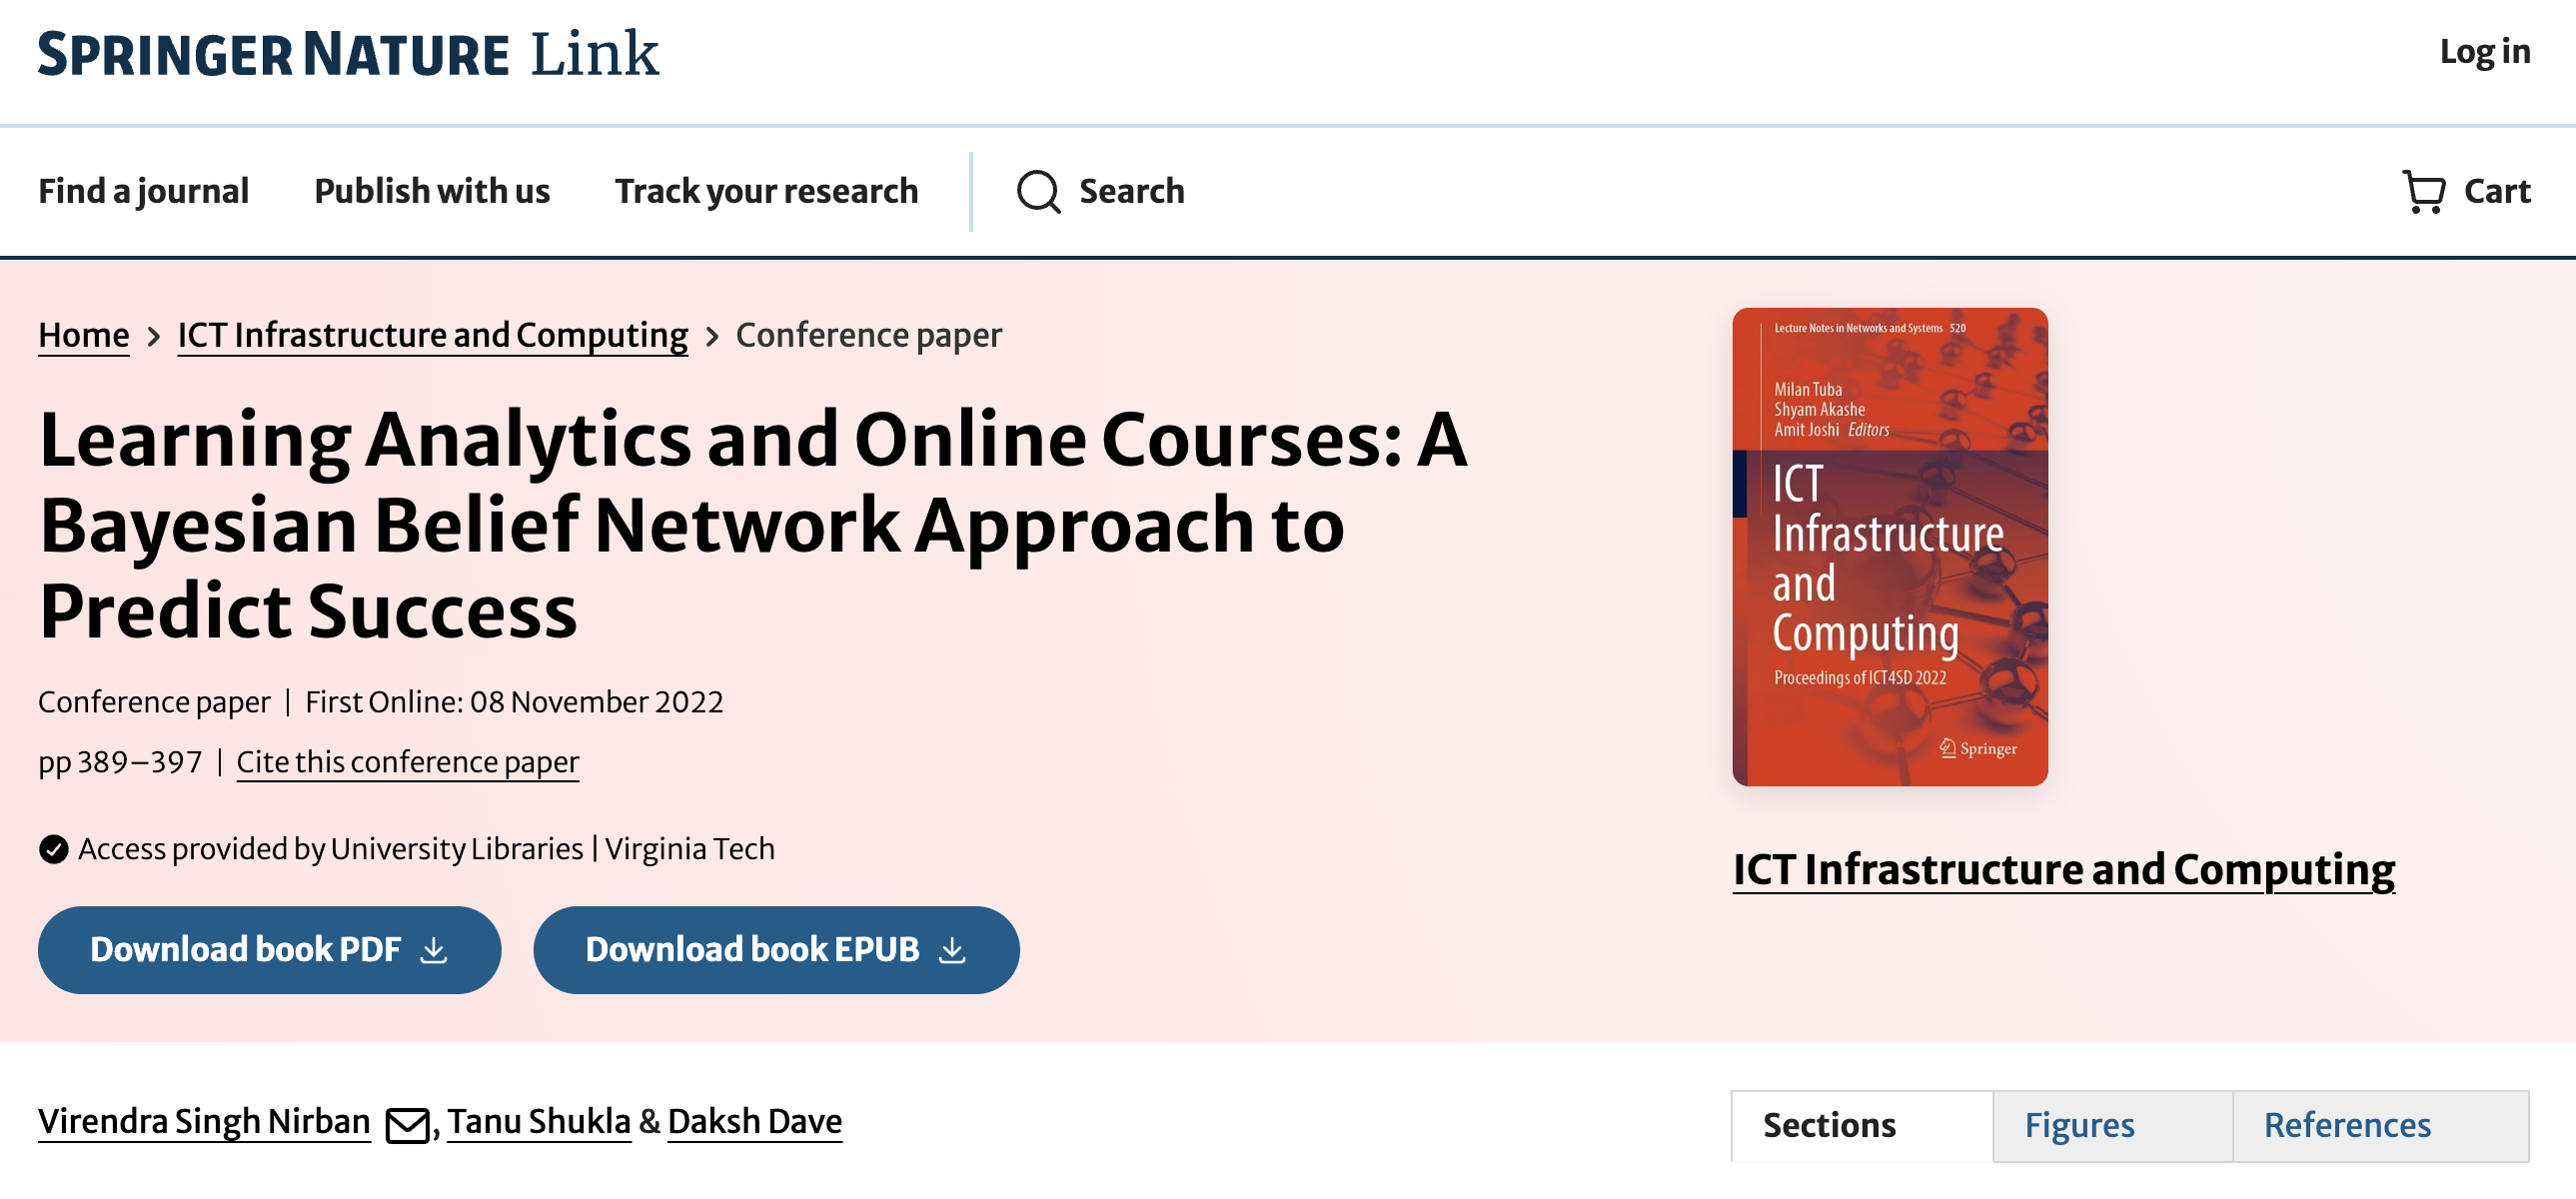 SPRINGER NATURE Link
Log in
Find a journal
Publish with us
Track your research
Search
Cart
Home > ICT Infrastructure and Computing > Conference paper
Learning Analytics and Online Courses: A
Bayesian Belief Network Approach to
Predict Success
Conference paper | First Online: 08 November 2022
pp 389–397 | Cite this conference paper
Access provided by University Libraries | Virginia Tech
Download book PDF
Download book EPUB
Lecture Notes in Networks and Systems 520
Milan Tuba
Shyam Akashe
Amit Joshi Editors
ICT
Infrastructure
and
Computing
Proceedings of ICT4SD 2022
Springer
ICT Infrastructure and Computing
Virendra Singh Nirban, Tanu Shukla & Daksh Dave
Sections
Figures
References